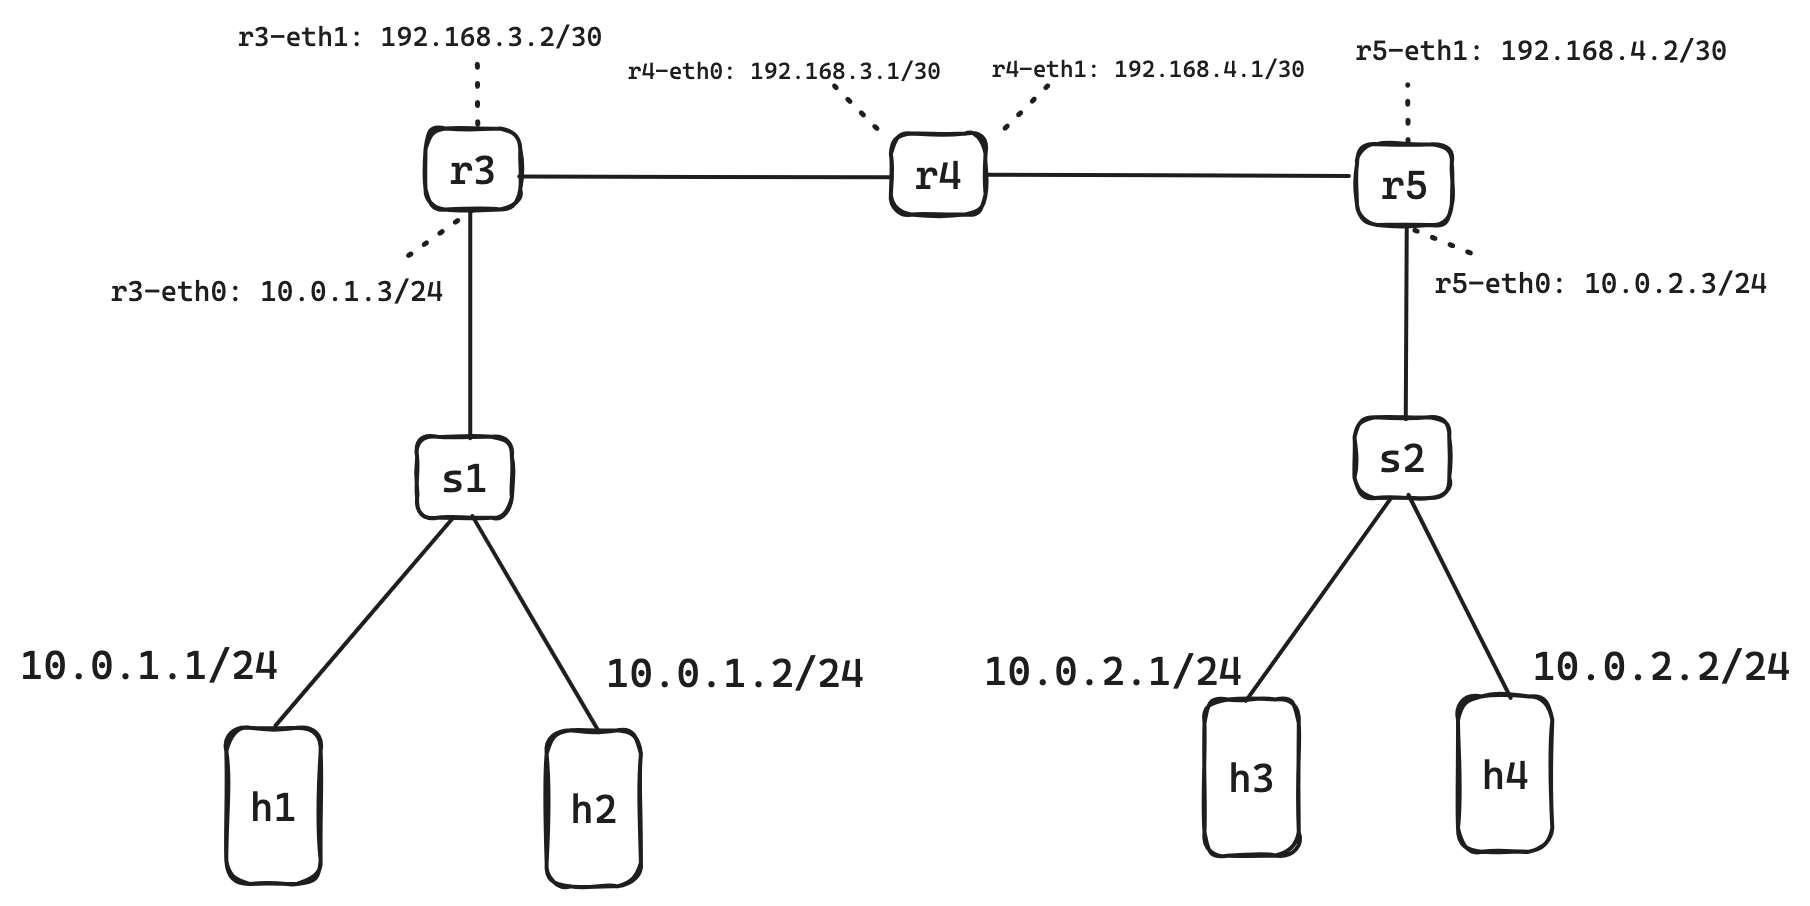 r3-eth1: 192.168.3.2/30
r4-eth0: 192.168.3.1/30
r4-eth1: 192.168.4.1/30
r5-eth1: 192.168.4.2/30
r3
r4
r5
r3-eth0: 10.0.1.3/24
r5-eth0: 10.0.2.3/24
s1
s2
10.0.1.1/24
10.0.1.2/24
10.0.2.1/24
10.0.2.2/24
h1
h2
h3
h4